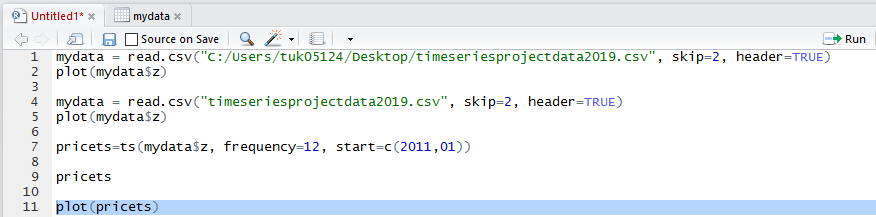 Untitled1* mydata
Source on Save Run
1 mydata = read.csv("C:/Users/tuk05124/Desktop/timeseriesprojectdata2019.csv", skip=2, header=TRUE)
2 plot(mydata$z)
3
4 mydata = read.csv("timeseriesprojectdata2019.csv", skip=2, header=TRUE)
5 plot(mydata$z)
6
7 pricets=ts(mydata$z, frequency=12, start=c(2011,01))
8
9 pricets
10
11 plot(pricets)